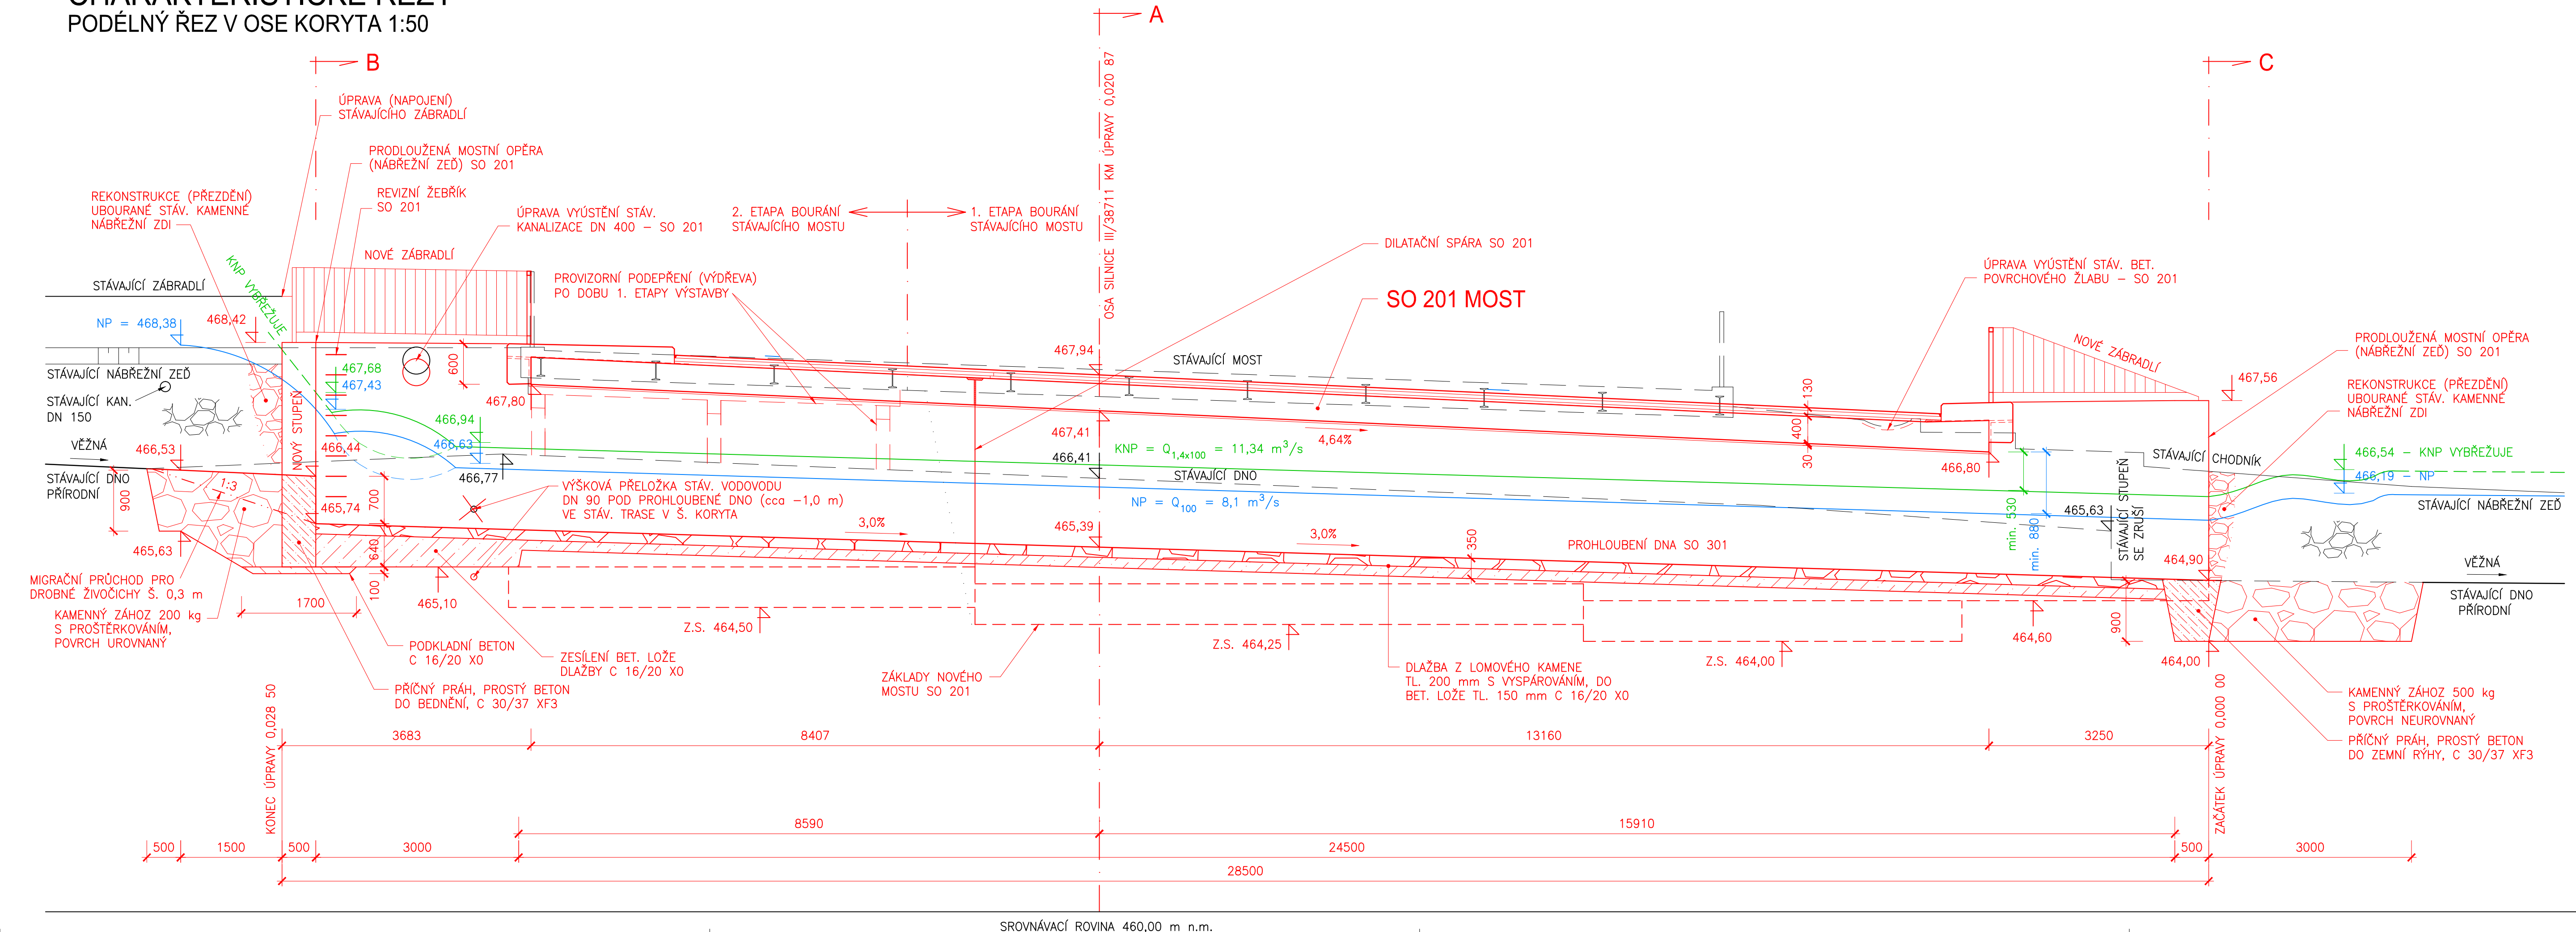 CHARAKTERISTICKÉ ŘEZY
PODÉLNÝ ŘEZ V OSE KORYTA 1:50
A
B
C
OSA SILNICE III/38711 KM ÚPRAVY 0,020 87
ÚPRAVA (NAPOJENÍ)
STÁVAJÍCÍHO ZÁBRADLÍ
PRODLOUŽENÁ MOSTNÍ OPĚRA
(NÁBŘEŽNÍ ZEĎ) SO 201
REVIZNÍ ŽEBŘÍK
SO 201
REKONSTRUKCE (PŘEZDĚNÍ)
UBOURANÉ STÁV. KAMENNÉ
NÁBŘEŽNÍ ZDI
ÚPRAVA VYÚSTĚNÍ STÁV.
KANALIZACE DN 400 – SO 201
2. ETAPA BOURÁNÍ
STÁVAJÍCÍHO MOSTU
1. ETAPA BOURÁNÍ
STÁVAJÍCÍHO MOSTU
NOVÉ ZÁBRADLÍ
KNP VYBŘEŽUJE
PROVIZORNÍ PODEPŘENÍ (VÝDŘEVA)
PO DOBU 1. ETAPY VÝSTAVBY
DILATAČNÍ SPÁRA SO 201
SO 201 MOST
ÚPRAVA VYÚSTĚNÍ STÁV. BET.
POVRCHOVÉHO ŽLABU – SO 201
STÁVAJÍCÍ ZÁBRADLÍ
NP = 468,38
468,42
STÁVAJÍCÍ NÁBŘEŽNÍ ZEĎ
STÁVAJÍCÍ KAN.
DN 150
467,68
467,43
600
467,80
467,94
STÁVAJÍCÍ MOST
NOVÉ ZÁBRADLÍ
467,56
PRODLOUŽENÁ MOSTNÍ OPĚRA
(NÁBŘEŽNÍ ZEĎ) SO 201
REKONSTRUKCE (PŘEZDĚNÍ)
UBOURANÉ STÁV. KAMENNÉ
NÁBŘEŽNÍ ZDI
130
400
30
467,41
4,64%
466,94
466,63
466,44
466,53
NOVÝ STUPEŇ
VĚŽNÁ
STÁVAJÍCÍ DNO
PŘÍRODNÍ
900
1:3
466,77
466,41
KNP = Q1,4x100 = 11,34 m3/s
STÁVAJÍCÍ DNO
NP = Q100 = 8,1 m3/s
466,80
STÁVAJÍCÍ CHODNÍK
466,54 – KNP VYBŘEŽUJE
466,19 – NP
STÁVAJÍCÍ NÁBŘEŽNÍ ZEĎ
VÝŠKOVÁ PŘELOŽKA STÁV. VODOVODU
DN 90 POD PROHLOUBENÉ DNO (cca –1,0 m)
VE STÁV. TRASE V Š. KORYTA
700
465,74
465,63
640
100
3,0%
465,39
3,0%
350
PROHLOUBENÍ DNA SO 301
min. 530
min. 880
465,63
STÁVAJÍCÍ STUPEŇ
SE ZRUŠÍ
464,90
VĚŽNÁ
STÁVAJÍCÍ DNO
PŘÍRODNÍ
MIGRAČNÍ PRŮCHOD PRO
DROBNÉ ŽIVOČICHY Š. 0,3 m
KAMENNÝ ZÁHOZ 200 kg
S PROŠTĚRKOVÁNÍM,
POVRCH UROVNANÝ
1700
465,10
Z.S. 464,50
Z.S. 464,25
Z.S. 464,00
464,60
900
464,00
PODKLADNÍ BETON
C 16/20 X0
ZESÍLENÍ BET. LOŽE
DLAŽBY C 16/20 X0
PŘÍČNÝ PRÁH, PROSTÝ BETON
DO BEDNĚNÍ, C 30/37 XF3
ZÁKLADY NOVÉHO
MOSTU SO 201
DLAŽBA Z LOMOVÉHO KAMENE
TL. 200 mm S VYSPÁROVÁNÍM, DO
BET. LOŽE TL. 150 mm C 16/20 X0
KAMENNÝ ZÁHOZ 500 kg
S PROŠTĚRKOVÁNÍM,
POVRCH NEUROVNANÝ
PŘÍČNÝ PRÁH, PROSTÝ BETON
DO ZEMNÍ RÝHY, C 30/37 XF3
KONEC ÚPRAVY 0,028 50
ZAČÁTEK ÚPRAVY 0,000 00
3683
8407
13160
3250
8590
15910
500
1500
500
3000
24500
500
3000
28500
SROVNÁVACÍ ROVINA 460,00 m n.m.